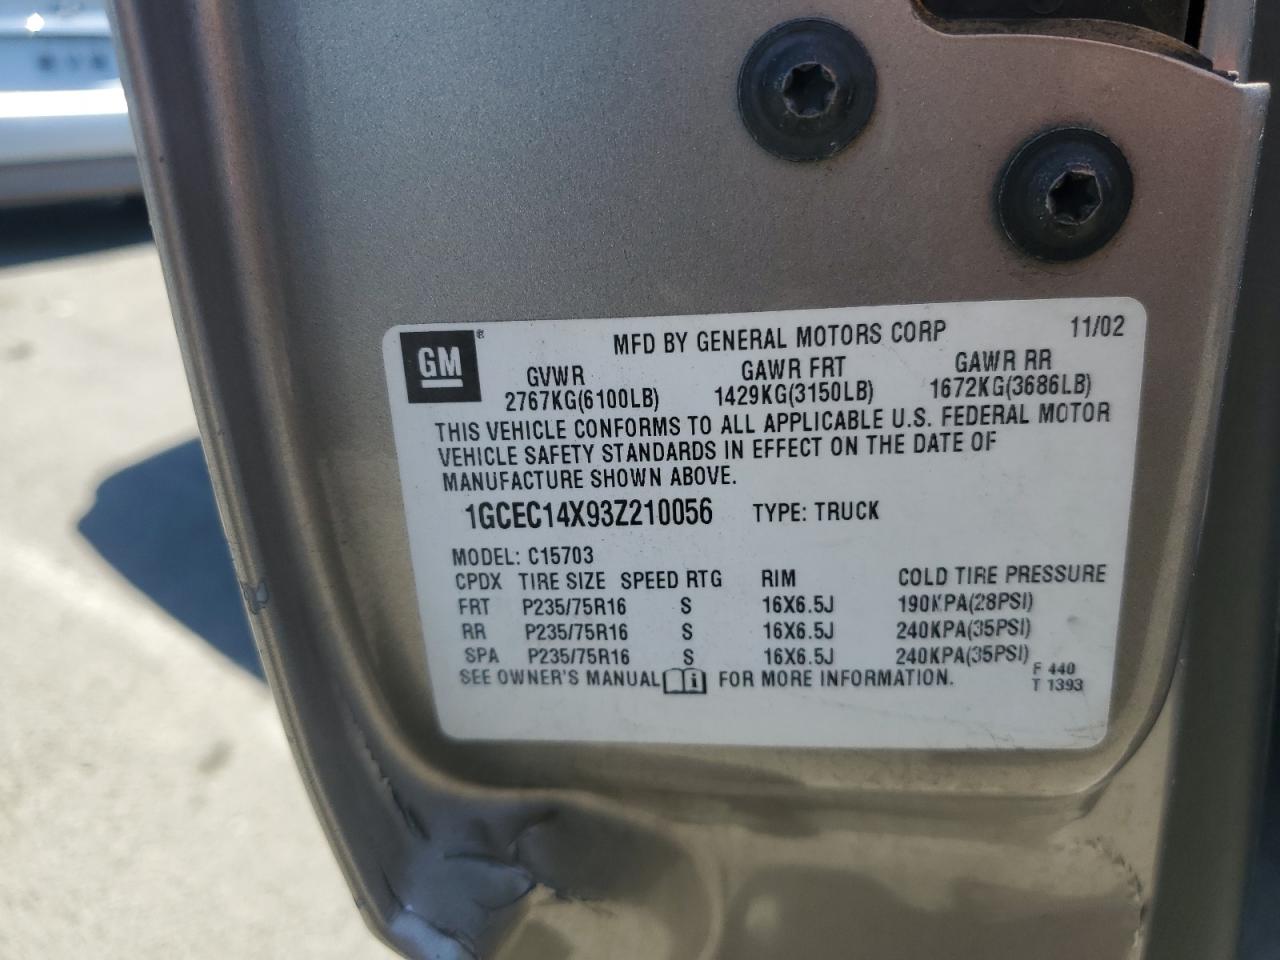 GM®
MFD BY GENERAL MOTORS CORP 11/02
GVWR GAWR FRT GAWR RR
2767KG(6100LB) 1429KG(3150LB) 1672KG(3686LB)
THIS VEHICLE CONFORMS TO ALL APPLICABLE U.S. FEDERAL MOTOR
VEHICLE SAFETY STANDARDS IN EFFECT ON THE DATE OF
MANUFACTURE SHOWN ABOVE.
1GCEC14X93Z210056 TYPE: TRUCK
MODEL: C15703
CPDX TIRE SIZE SPEED RTG RIM COLD TIRE PRESSURE
FRT P235/75R16 S 16X6.5J 190KPA(28PSI)
RR P235/75R16 S 16X6.5J 240KPA(35PSI)
SPA P235/75R16 S 16X6.5J 240KPA(35PSI)
SEE OWNER'S MANUAL i FOR MORE INFORMATION.
F 440
T 1393